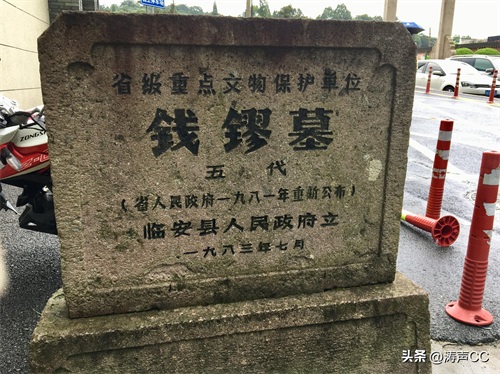 省级重点文物保护单位
钱镠墓
五代
(省人民政府一九八一年重新公布)
临安县人民政府立
一九八三年七月
ZONGSH
头条 @涛声CC